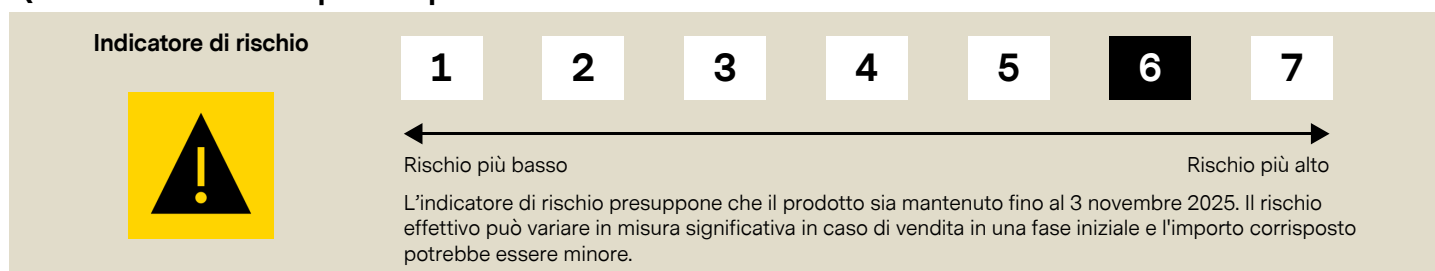 Indicatore di rischio
1 2 3 4 5 6 7
Rischio più basso Rischio più alto
L'indicatore di rischio presuppone che il prodotto sia mantenuto fino al 3 novembre 2025. Il rischio
effettivo può variare in misura significativa in caso di vendita in una fase iniziale e l'importo corrisposto
potrebbe essere minore.